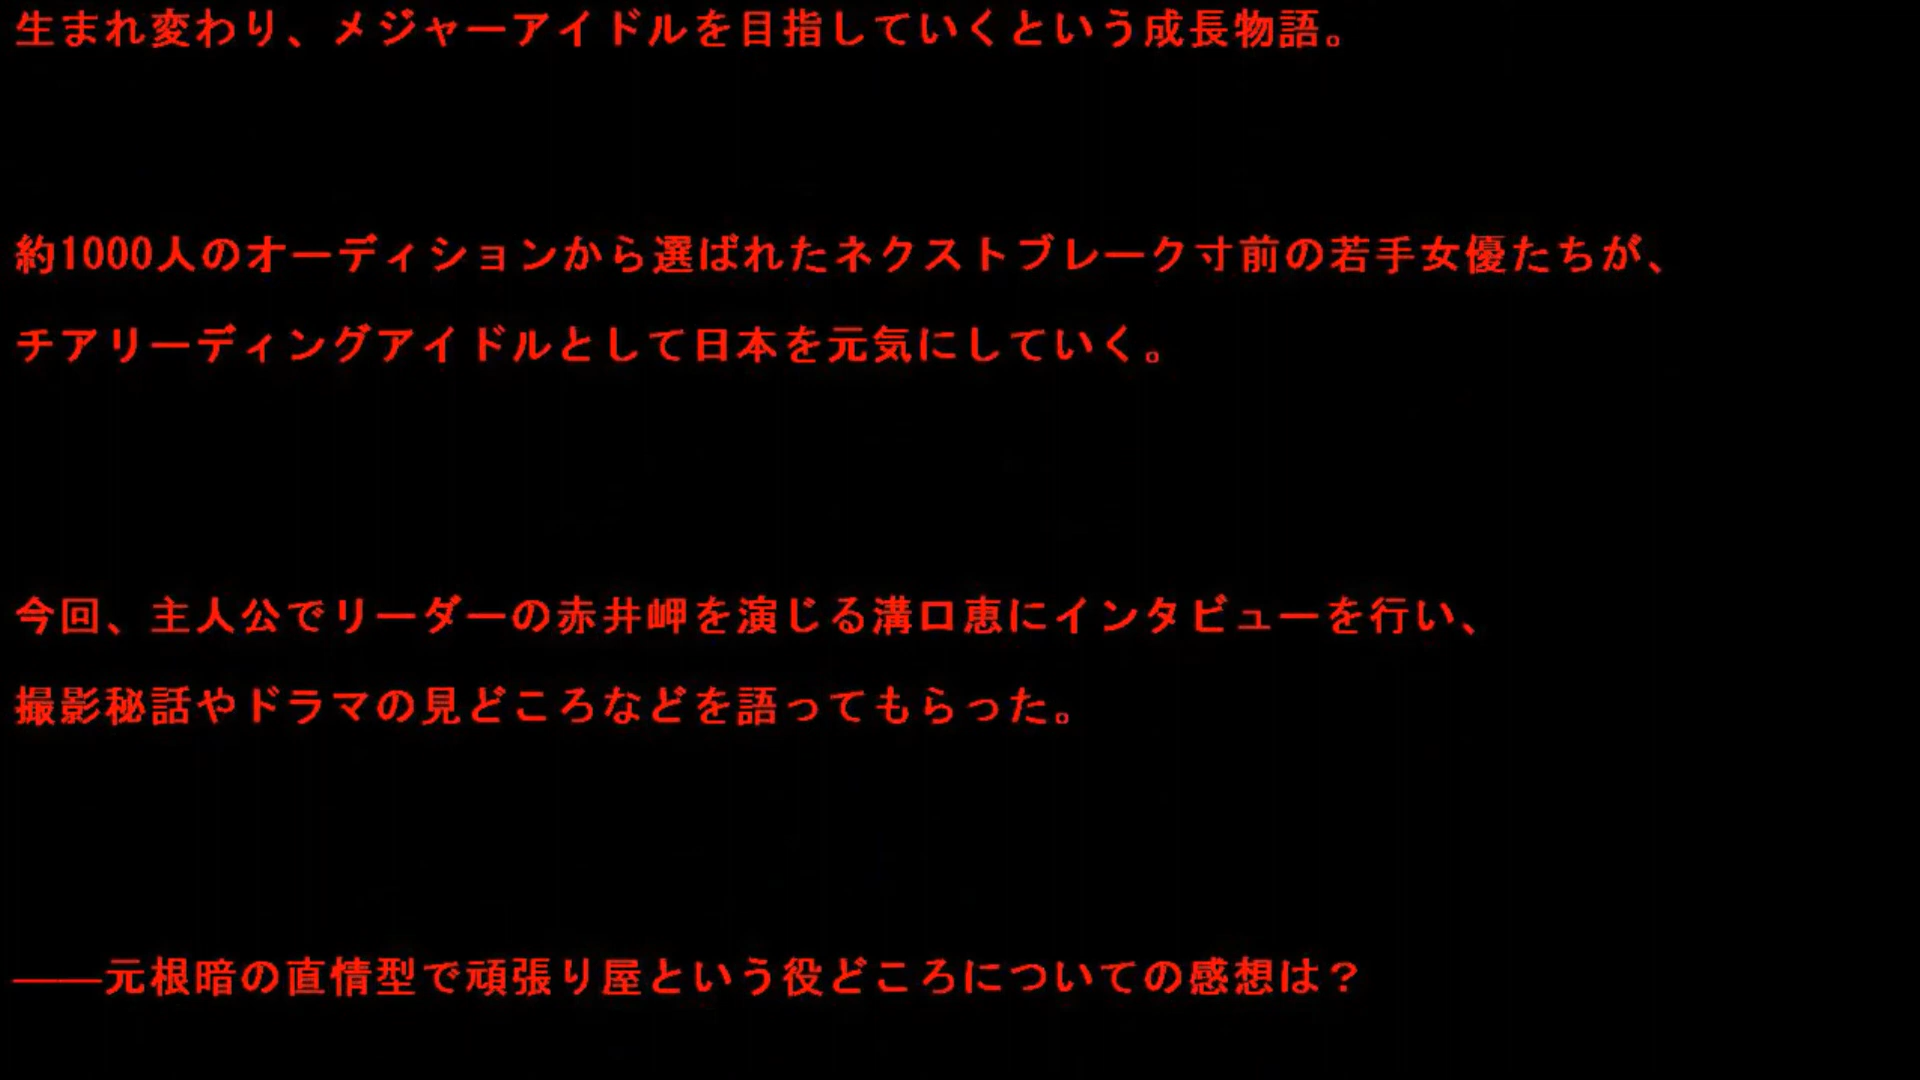 生まれ変わり、メジャーアイドルを目指していくという成長物語。
約1000人のオーディションから選ばれたネクストブレーク寸前の若手女優たちが、
チアリーディングアイドルとして日本を元気にしていく。
今回、主人公でリーダーの赤井岬を演じる溝口恵にインタビューを行い、
撮影秘話やドラマの見どころなどを語ってもらった。
――元根暗の直情型で頑張り屋という役どころについての感想は？